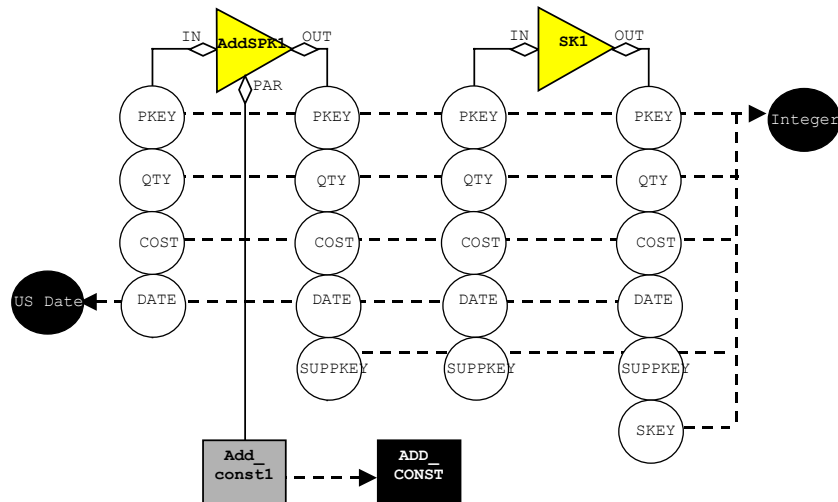 IN AddSPK1 OUT IN SK1 OUT
PAR
PKEY PKEY PKEY PKEY Integer
QTY QTY QTY QTY
COST COST COST COST
US Date DATE DATE DATE DATE
SUPPKEY SUPPKEY SUPPKEY
SKEY
Add_ ADD_
const1 CONST